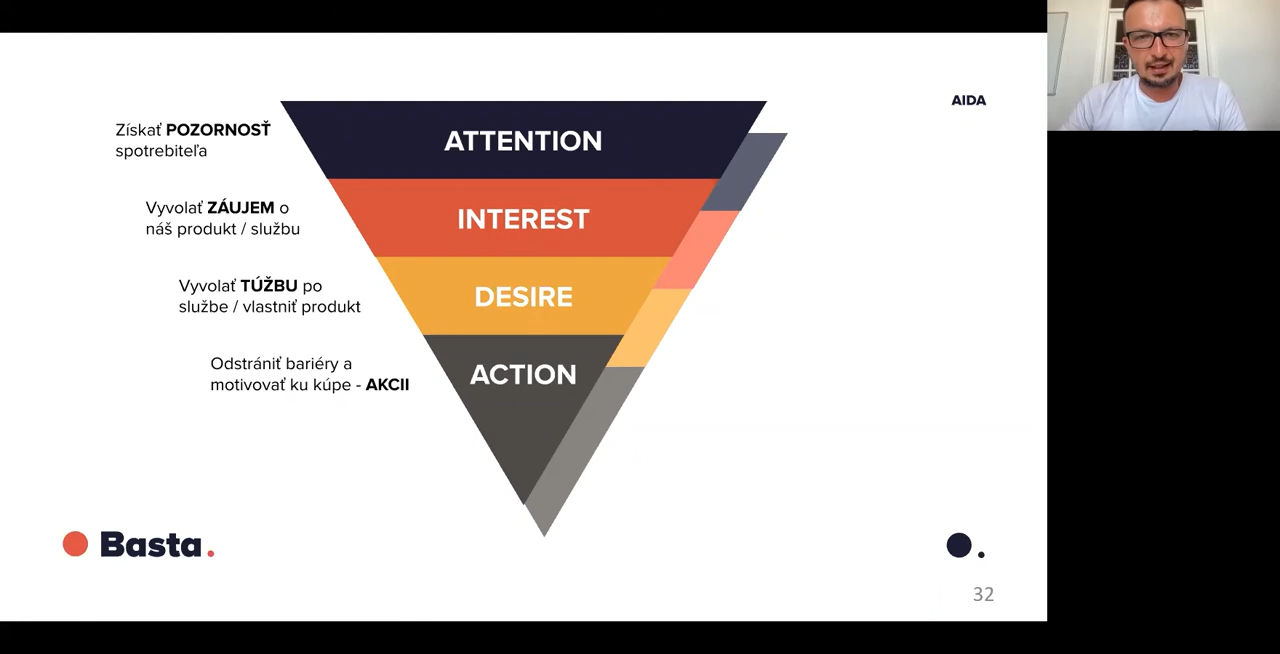 AIDA
Získať POZORNOSŤ
spotrebiteľa
ATTENTION
Vyvolať ZÁUJEM o
náš produkt / službu
INTEREST
Vyvolať TÚŽBU po
službe / vlastniť produkt
DESIRE
Odstrániť bariéry a
motivovať ku kúpe - AKCII
ACTION
Basta.
32